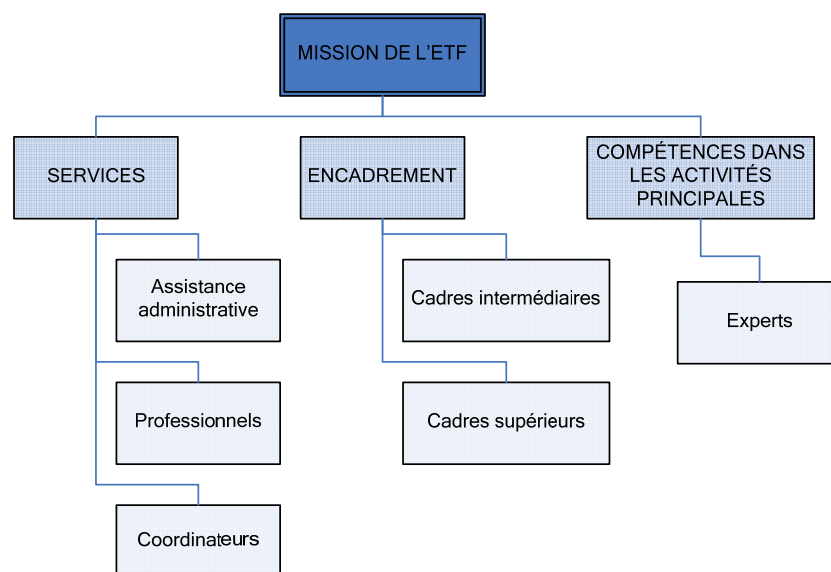 MISSION DE L'ETF
SERVICES
ENCADREMENT
COMPÉTENCES DANS
LES ACTIVITÉS
PRINCIPALES
Assistance
administrative
Cadres intermédiaires
Experts
Professionnels
Cadres supérieurs
Coordinateurs